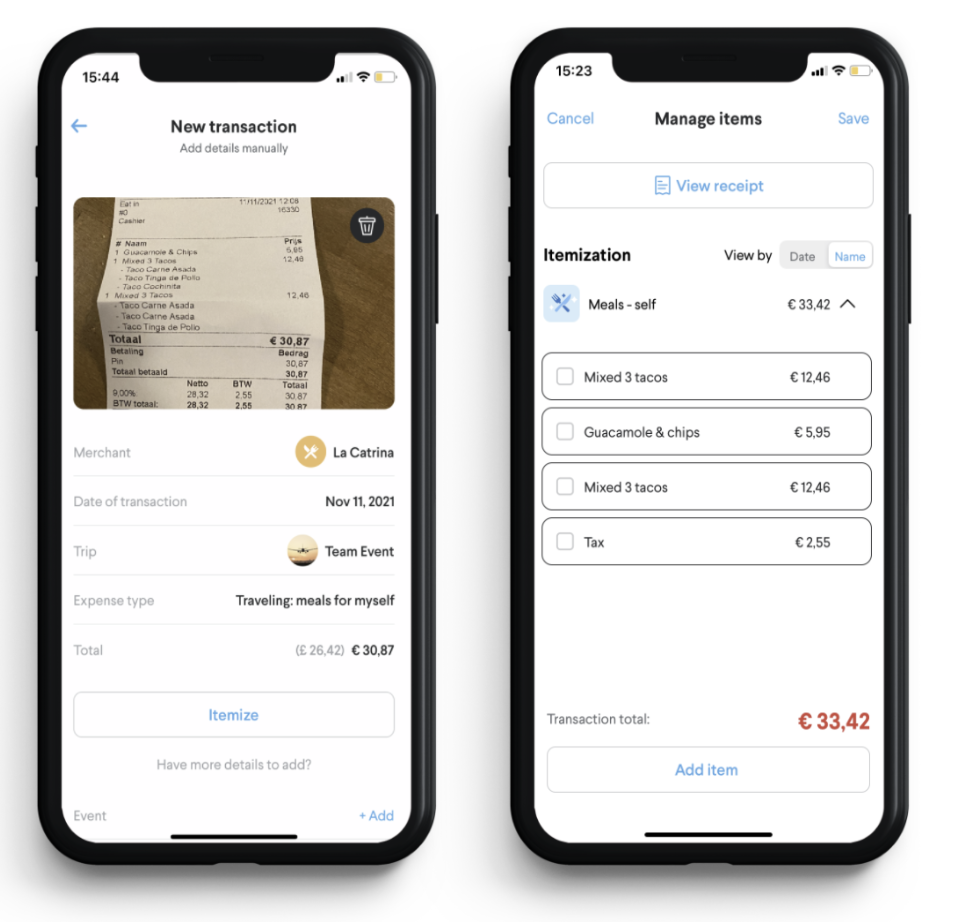 15:44
New transaction
Add details manually
Eat in 11/11/2021 12:08
#0 16330
Cashier
# Naam Prijs
1 Guacamole & Chips 5,95
1 Mixed 3 Tacos 12,46
- Taco Carne Asada
- Taco Tinga de Pollo
- Taco Cochinita
1 Mixed 3 Tacos 12,46
- Taco Carne Asada
- Taco Carne Asada
- Taco Tinga de Pollo
Totaal € 30,87
Betaling Bedrag
Pin 30,87
Totaal betaald 30,87
Netto BTW Totaal
9,00% 28,32 2,55 30,87
BTW totaal: 28,32 2,55 30,87
Merchant La Catrina
Date of transaction Nov 11, 2021
Trip Team Event
Expense type Traveling: meals for myself
Total (£ 26,42) € 30,87
Itemize
Have more details to add?
Event + Add
15:23
Cancel Manage items Save
View receipt
Itemization View by Date Name
Meals - self € 33,42
Mixed 3 tacos € 12,46
Guacamole & chips € 5,95
Mixed 3 tacos € 12,46
Tax € 2,55
Transaction total: € 33,42
Add item